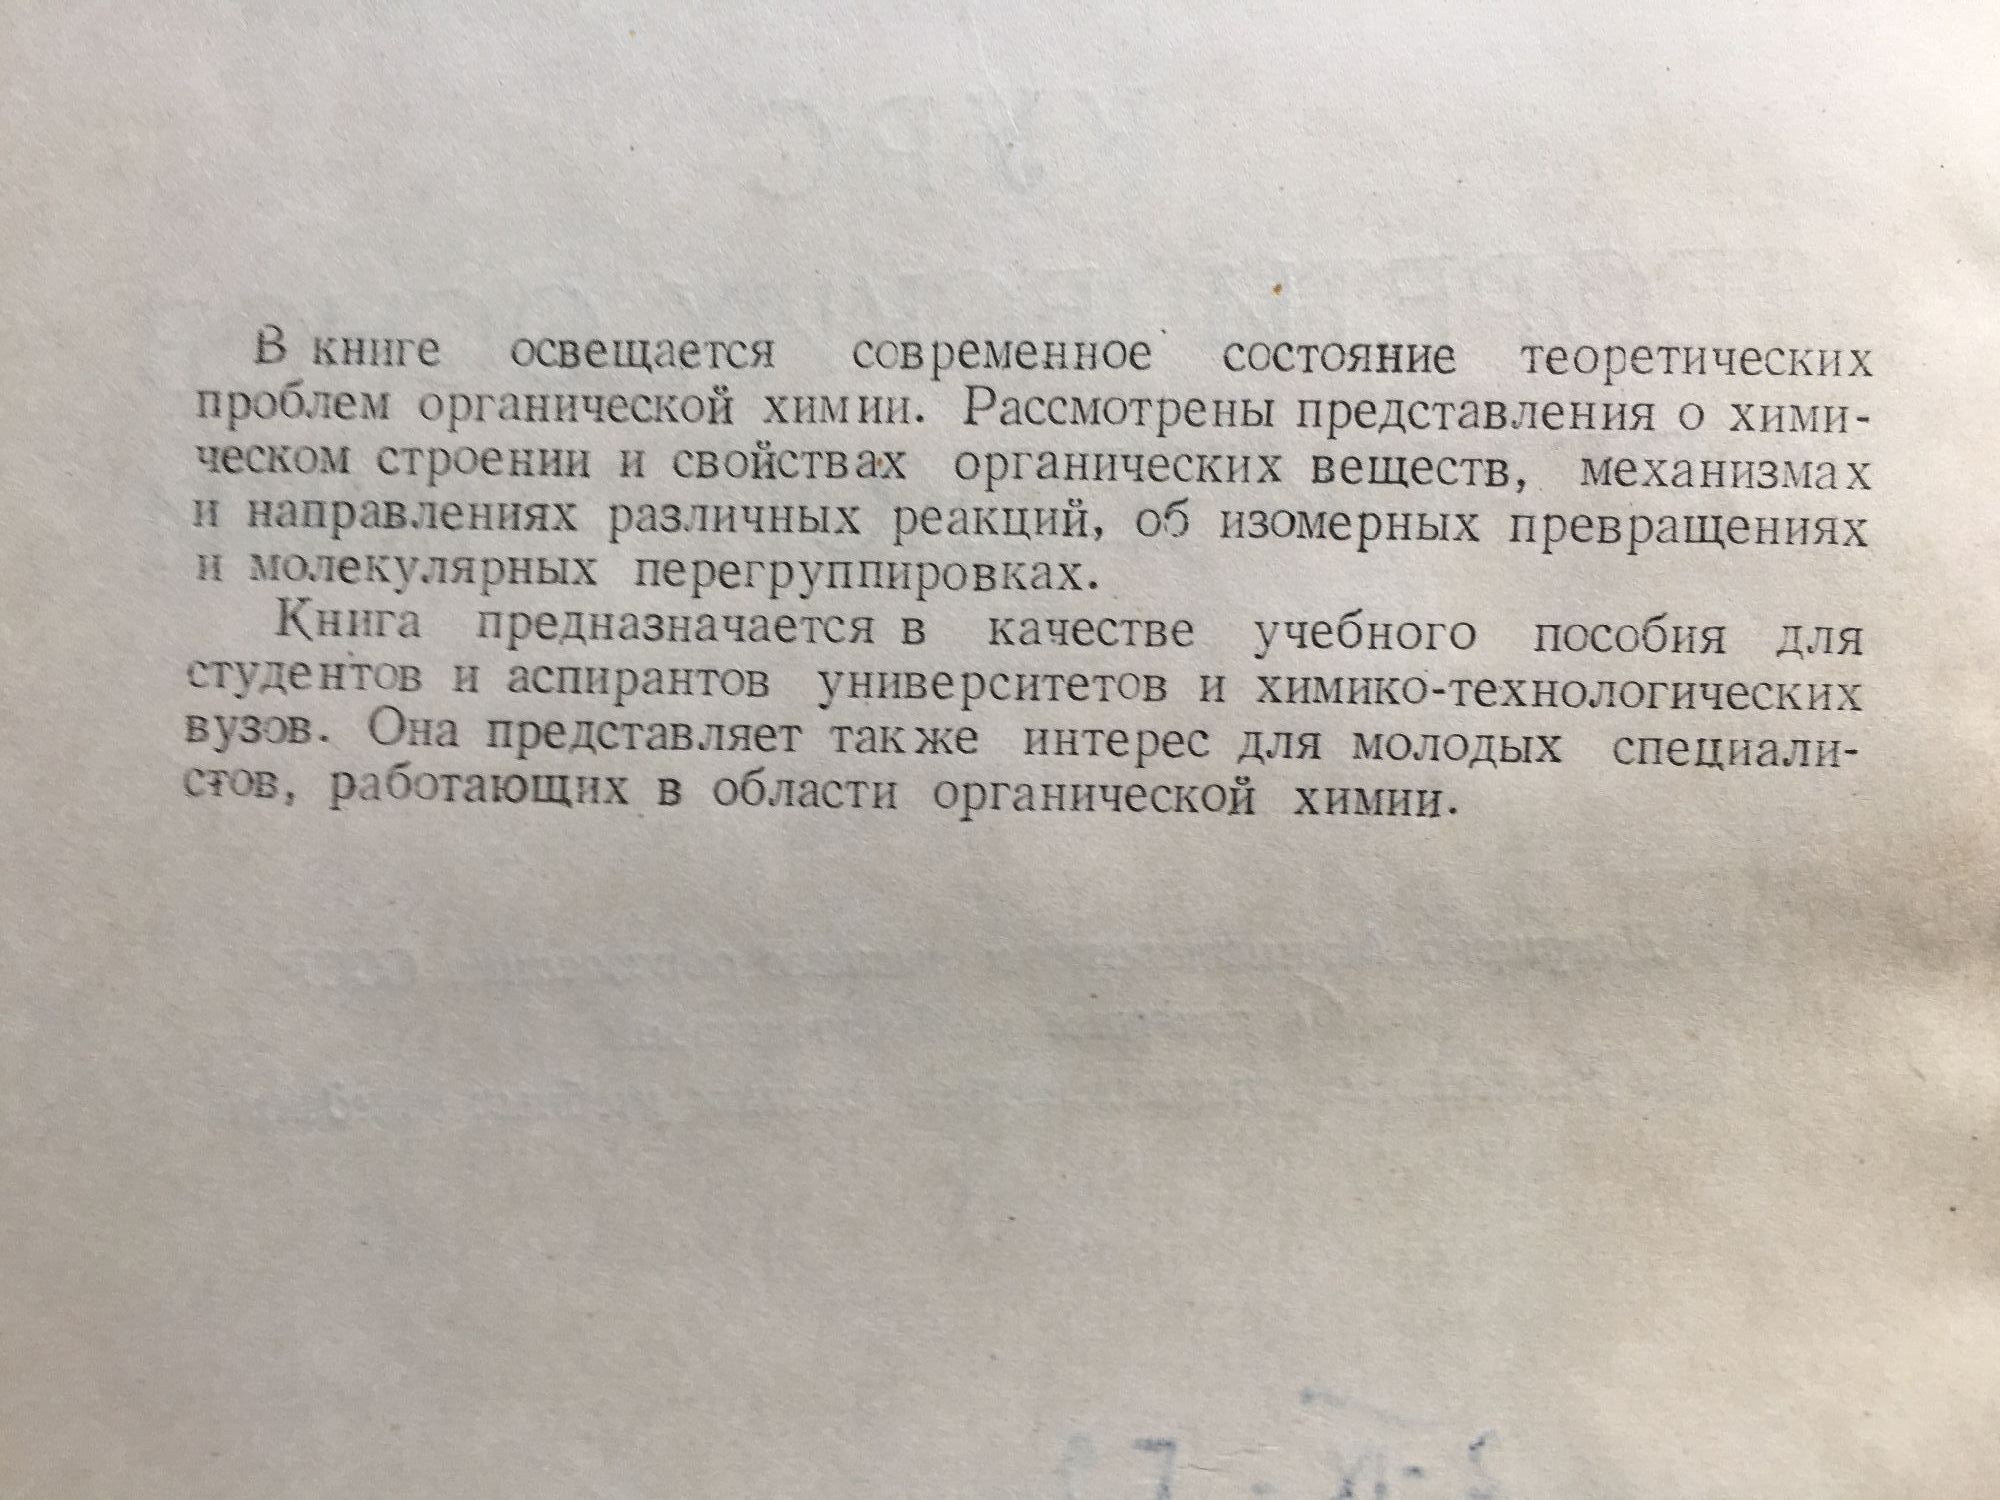 В книге освещается современное состояние теоретических
проблем органической химии. Рассмотрены представления о хими-
ческом строении и свойствах органических веществ, механизмах
и направлениях различных реакций, об изомерных превращениях
и молекулярных перегруппировках.
Книга предназначается в качестве учебного пособия для
студентов и аспирантов университетов и химико-технологических
вузов. Она представляет также интерес для молодых специали-
стов, работающих в области органической химии.